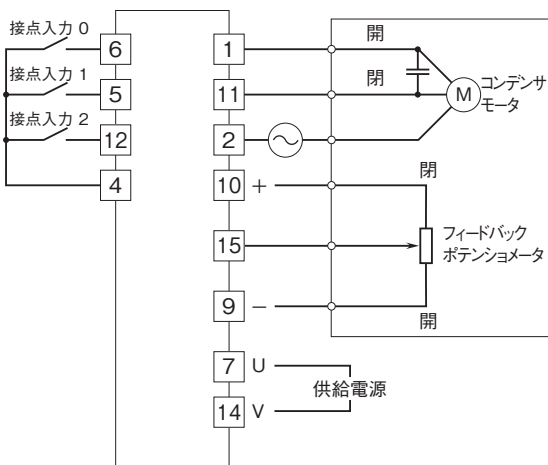 接点入力 0
6
接点入力 1
5
接点入力 2
12
4
1
開
11
閉
M
コンデンサ
モータ
2
10 +
閉
15
フィードバック
ポテンショメータ
9 −
開
7 U
供給電源
14 V